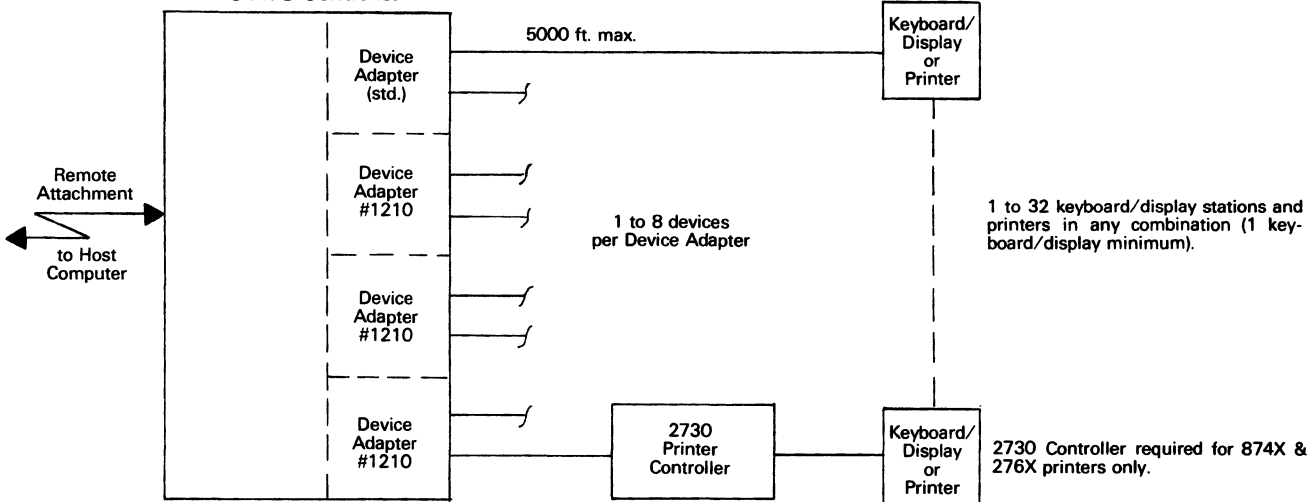 5000 ft. max.
Keyboard/
Display
or
Printer
Device
Adapter
(std.)
Device
Adapter
#1210
Remote
Attachment
to Host
Computer
1 to 8 devices
per Device Adapter
1 to 32 keyboard/display stations and
printers in any combination (1 key-
board/display minimum).
Device
Adapter
#1210
Device
Adapter
#1210
2730
Printer
Controller
Keyboard/
Display
or
Printer
2730 Controller required for 874X &
276X printers only.